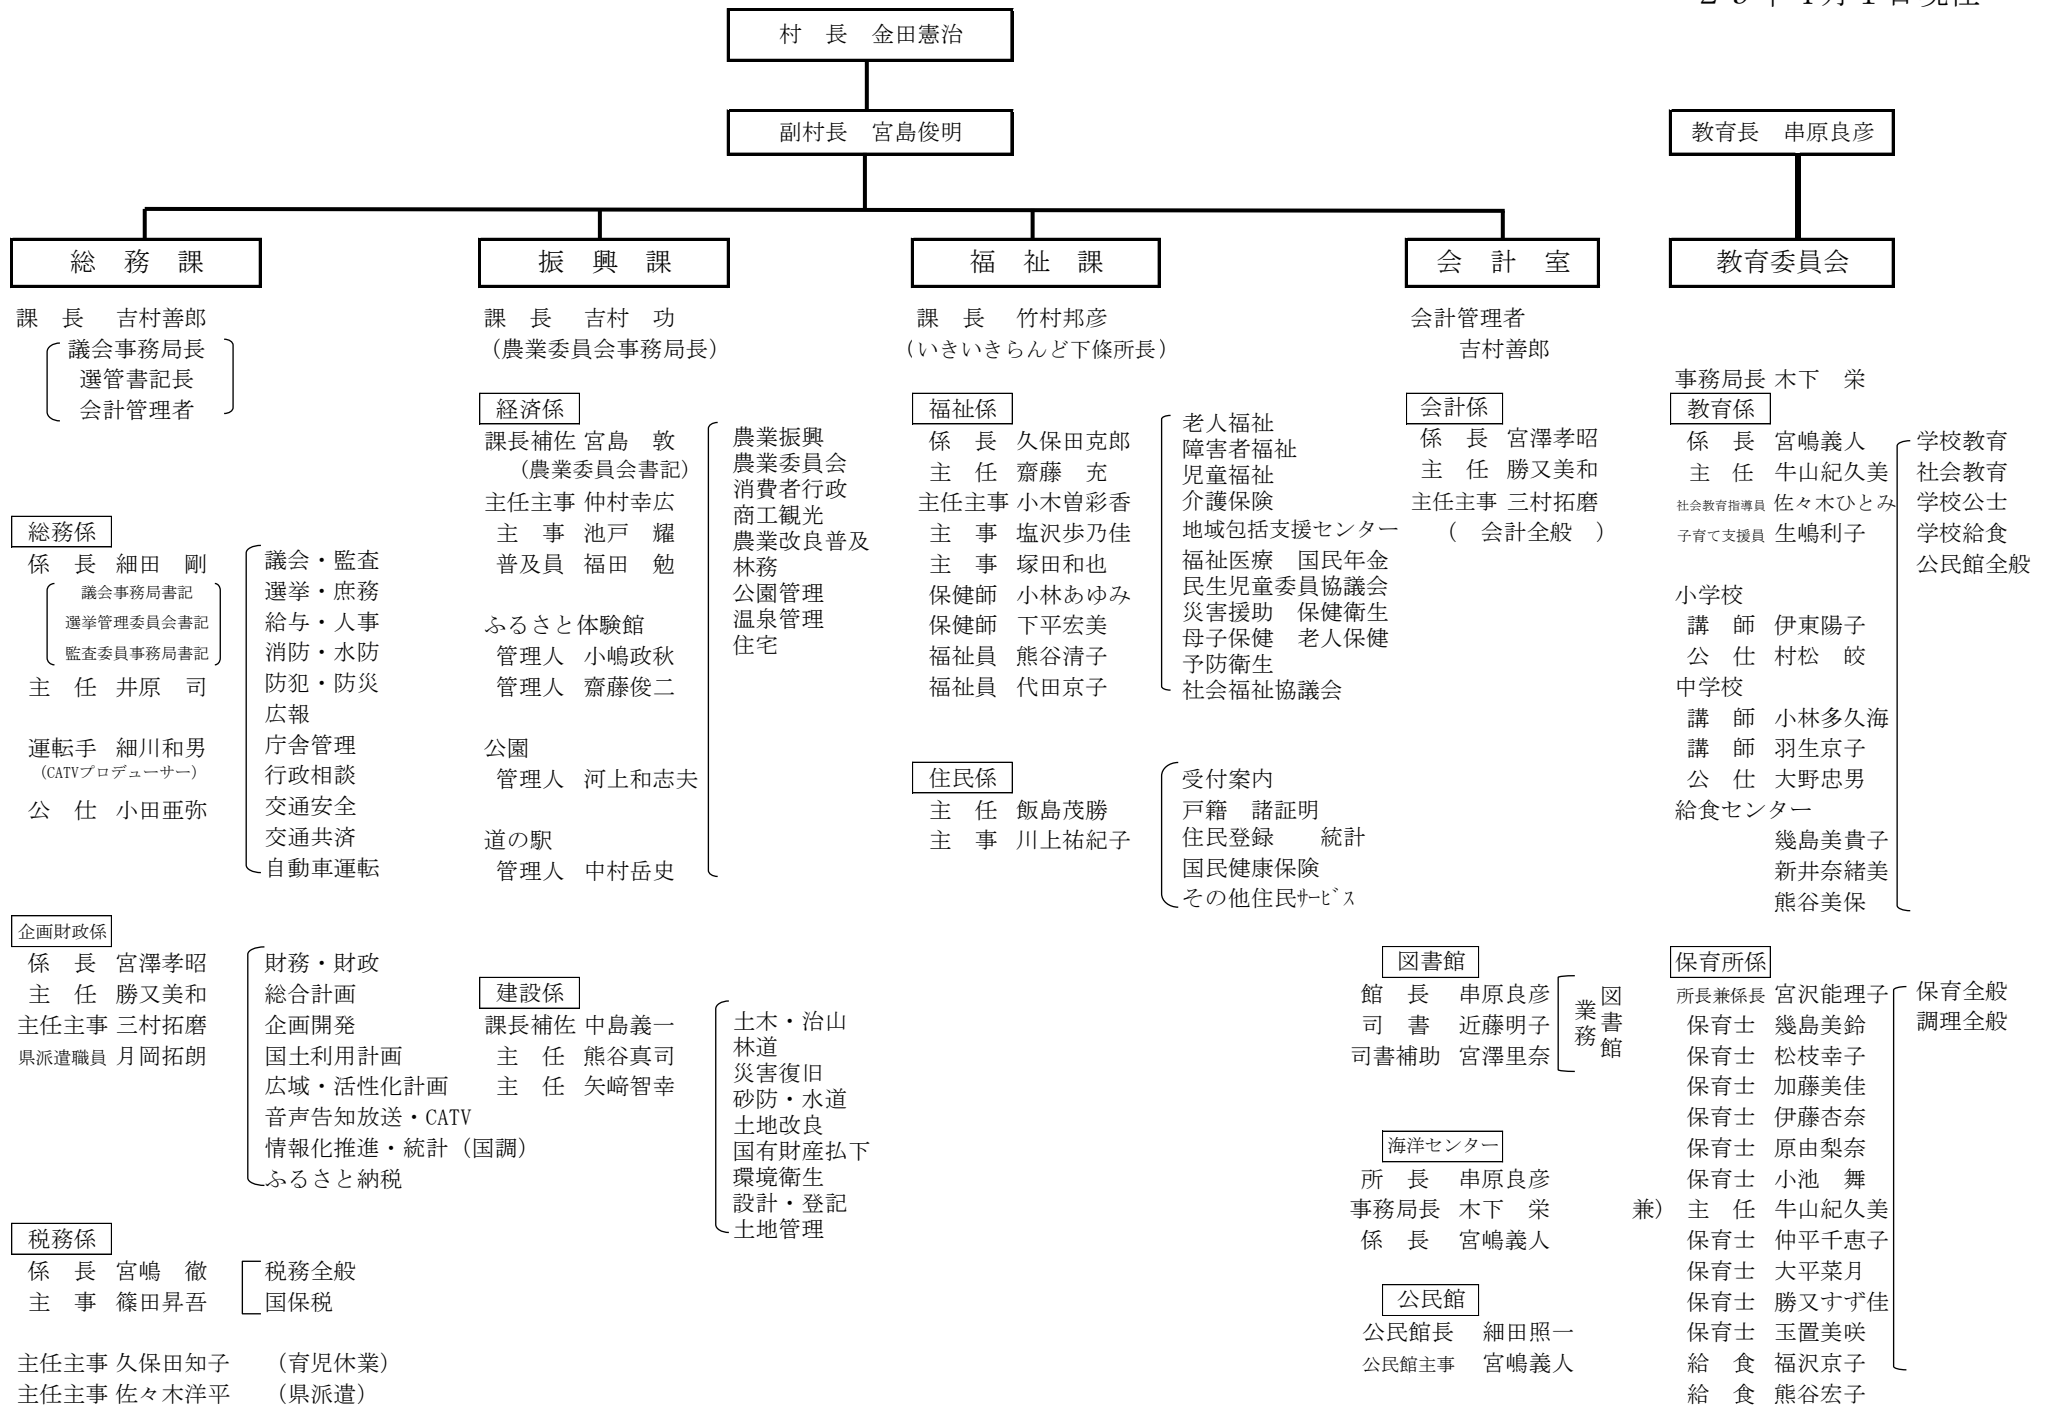 村　長　金田憲治
副村長　宮島俊明
教育長　串原良彦
総　務　課
課　長　吉村善郎
議会事務局長
選管書記長
会計管理者
総務係
係　長　細田　剛
議会事務局書記
選挙管理委員会書記
監査委員事務局書記
主　任　井原　司
運転手　細川和男
(CATVプロデューサー)
公　仕　小田亜弥
議会・監査
選挙・庶務
給与・人事
消防・水防
防犯・防災
広報
庁舎管理
行政相談
交通安全
交通共済
自動車運転
企画財政係
係　長　宮澤孝昭
主　任　勝又美和
主任主事　三村拓磨
県派遣職員　月岡拓朗
財務・財政
総合計画
企画開発
国土利用計画
広域・活性化計画
音声告知放送・CATV
情報化推進・統計（国調）
ふるさと納税
税務係
係　長　宮嶋　徹
主　事　篠田昇吾
税務全般
国保税
主任主事　久保田知子　（育児休業）
主任主事　佐々木洋平　（県派遣）
振　興　課
課　長　吉村　功
（農業委員会事務局長）
経済係
課長補佐　宮島　敦
（農業委員会書記）
主任主事　仲村幸広
主　事　池戸　耀
普及員　福田　勉
ふるさと体験館
管理人　小嶋政秋
管理人　齋藤俊二
公園
管理人　河上和志夫
道の駅
管理人　中村岳史
農業振興
農業委員会
消費者行政
商工観光
農業改良普及
林務
公園管理
温泉管理
住宅
建設係
課長補佐　中島義一
主　任　熊谷真司
主　任　矢﨑智幸
土木・治山
林道
災害復旧
砂防・水道
土地改良
国有財産払下
環境衛生
設計・登記
土地管理
福　祉　課
課　長　竹村邦彦
（いきいきらんど下條所長）
福祉係
係　長　久保田克郎
主　任　齋藤　充
主任主事　小木曽彩香
主　事　塩沢歩乃佳
主　事　塚田和也
保健師　小林あゆみ
保健師　下平宏美
福祉員　熊谷清子
福祉員　代田京子
老人福祉
障害者福祉
児童福祉
介護保険
地域包括支援センター
福祉医療　国民年金
民生児童委員協議会
災害援助　保健衛生
母子保健　老人保健
予防衛生
社会福祉協議会
住民係
主　任　飯島茂勝
主　事　川上祐紀子
受付案内
戸籍　諸証明
住民登録　　統計
国民健康保険
その他住民ｻｰﾋﾞｽ
会　計　室
会計管理者
吉村善郎
会計係
係　長　宮澤孝昭
主　任　勝又美和
主任主事　三村拓磨
（　会計全般　）
図書館
館　長　串原良彦
司　書　近藤明子
司書補助　宮澤里奈
図書館
業務
海洋センター
所　長　串原良彦
事務局長　木下　栄
係　長　宮嶋義人
公民館
公民館長　細田照一
公民館主事　宮嶋義人
教育委員会
事務局長　木下　栄
教育係
係　長　宮嶋義人
主　任　牛山紀久美
社会教育指導員　佐々木ひとみ
子育て支援員　生嶋利子
学校教育
社会教育
学校公士
学校給食
公民館全般
小学校
講　師　伊東陽子
公　仕　村松　皎
中学校
講　師　小林多久海
講　師　羽生京子
公　仕　大野忠男
給食センター
幾島美貴子
新井奈緒美
熊谷美保
保育所係
所長兼係長　宮沢能理子
保育士　幾島美鈴
保育士　松枝幸子
保育士　加藤美佳
保育士　伊藤杏奈
保育士　原由梨奈
保育士　小池　舞
兼）　主　任　牛山紀久美
保育士　仲平千恵子
保育士　大平菜月
保育士　勝又すず佳
保育士　玉置美咲
給　食　福沢京子
給　食　熊谷宏子
保育全般
調理全般